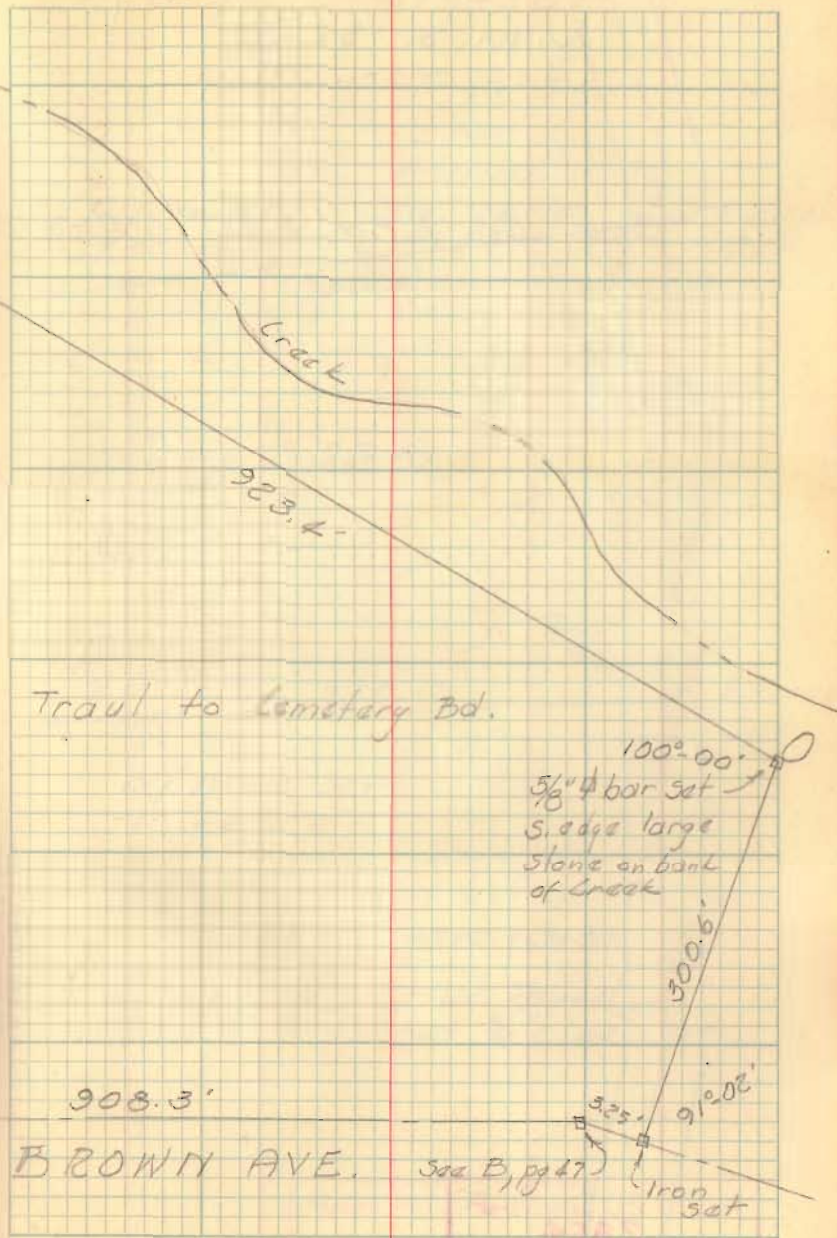 Creek
923.4'
Traul to Cemetery Bd.
100°-00'
5/8" φ bar set
S. edge large
Stone on bank
of Creek
300.6'
91°-02'
908.3'
3.25'
BROWN AVE.
See B, pg 47
Iron
set